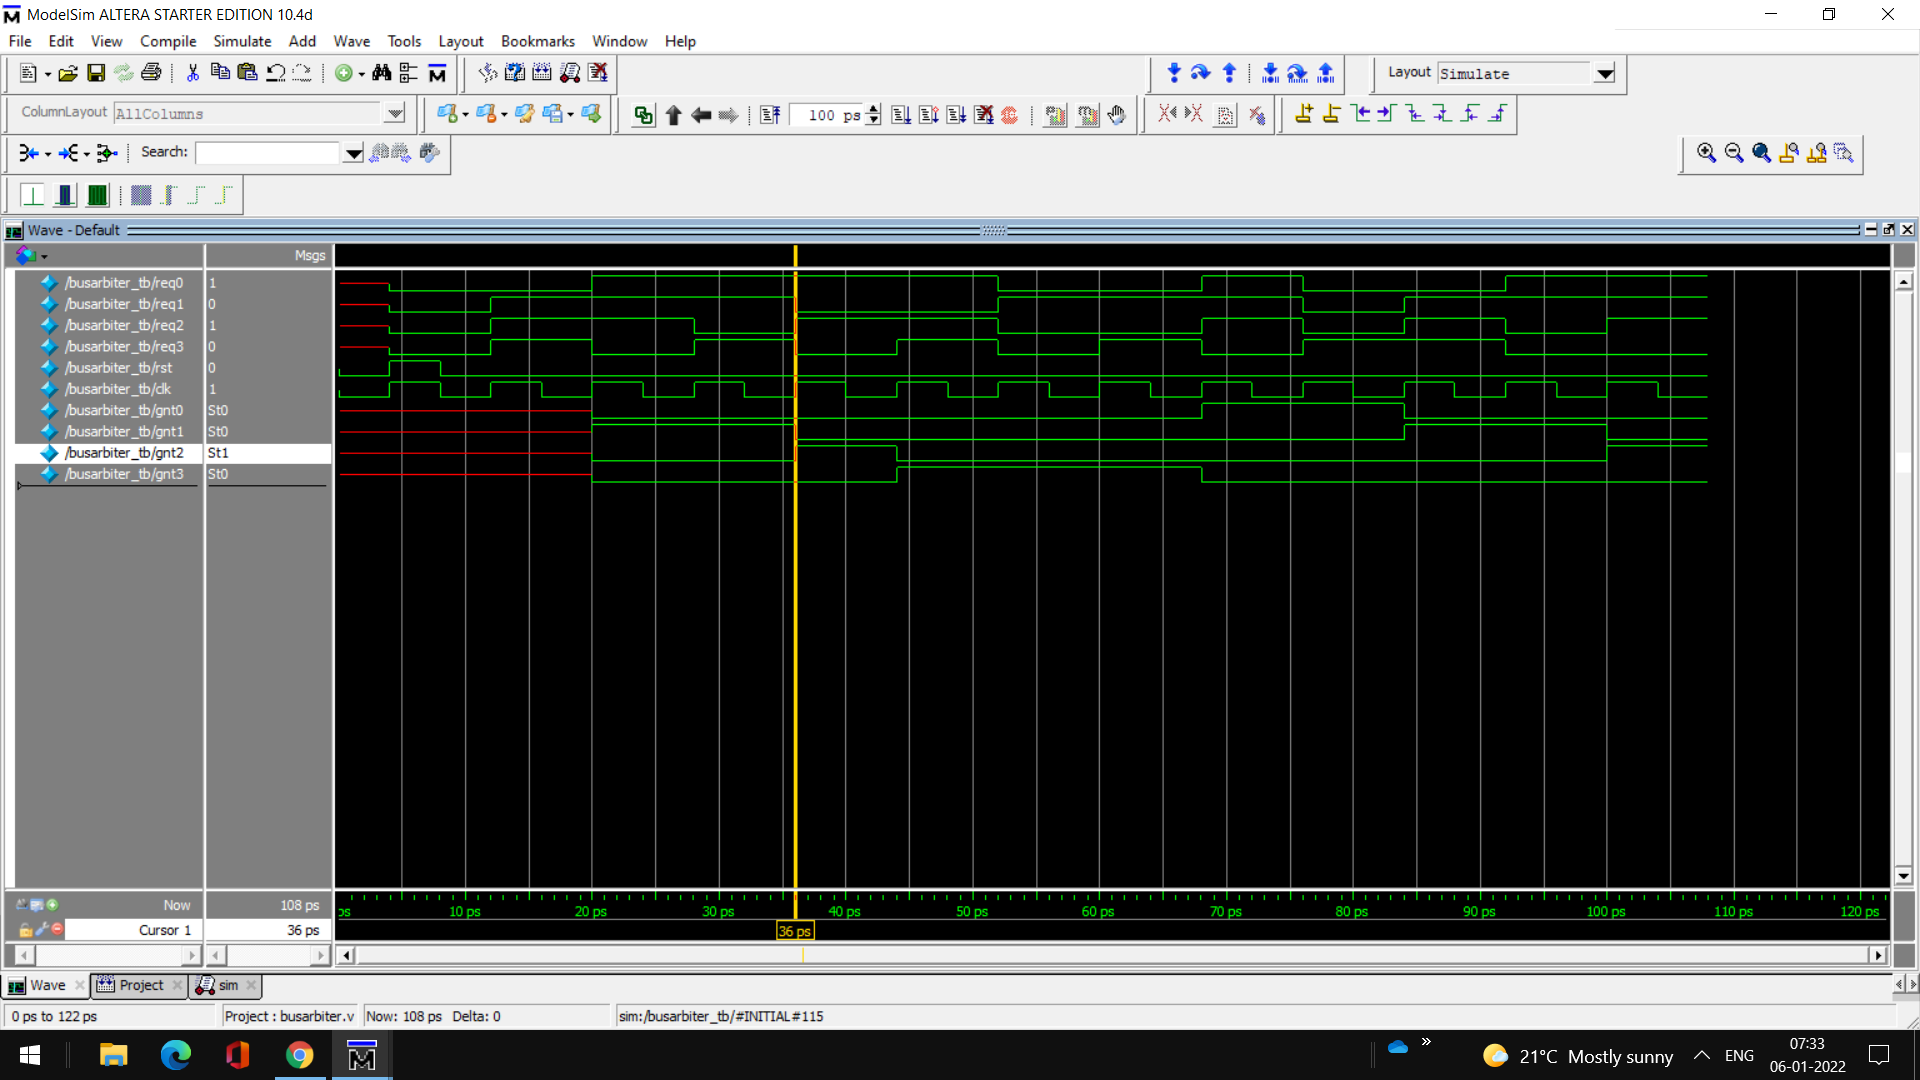 ModelSim ALTERA STARTER EDITION 10.4d
File Edit View Compile Simulate Add Wave Tools Layout Bookmarks Window Help
Layout Simulate
ColumnLayout AllColumns
100 ps
Search:
Wave - Default
Msgs
/busarbiter_tb/req0 1
/busarbiter_tb/req1 0
/busarbiter_tb/req2 1
/busarbiter_tb/req3 0
/busarbiter_tb/rst 0
/busarbiter_tb/clk 1
/busarbiter_tb/gnt0 St0
/busarbiter_tb/gnt1 St0
/busarbiter_tb/gnt2 St1
/busarbiter_tb/gnt3 St0
Now 108 ps
ps 10 ps 20 ps 30 ps 40 ps 50 ps 60 ps 70 ps 80 ps 90 ps 100 ps 110 ps 120 ps
Cursor 1 36 ps
36 ps
Wave Project sim
0 ps to 122 ps Project : busarbiter.v Now: 108 ps Delta: 0 sim:/busarbiter_tb/#INITIAL#115
21°C Mostly sunny ENG
07:33
06-01-2022